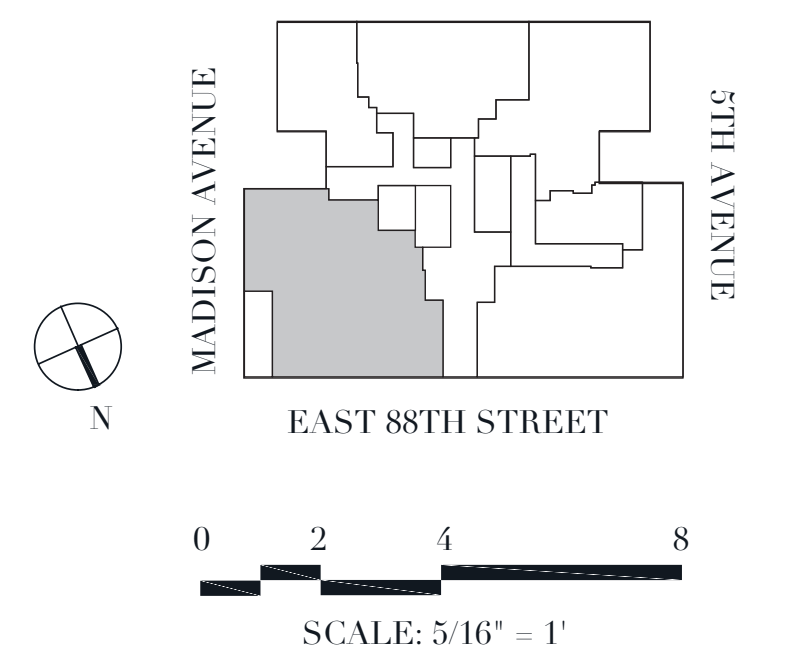 MADISON AVENUE
5TH AVENUE
N
EAST 88TH STREET
0 2 4 8
SCALE: 5/16" = 1'